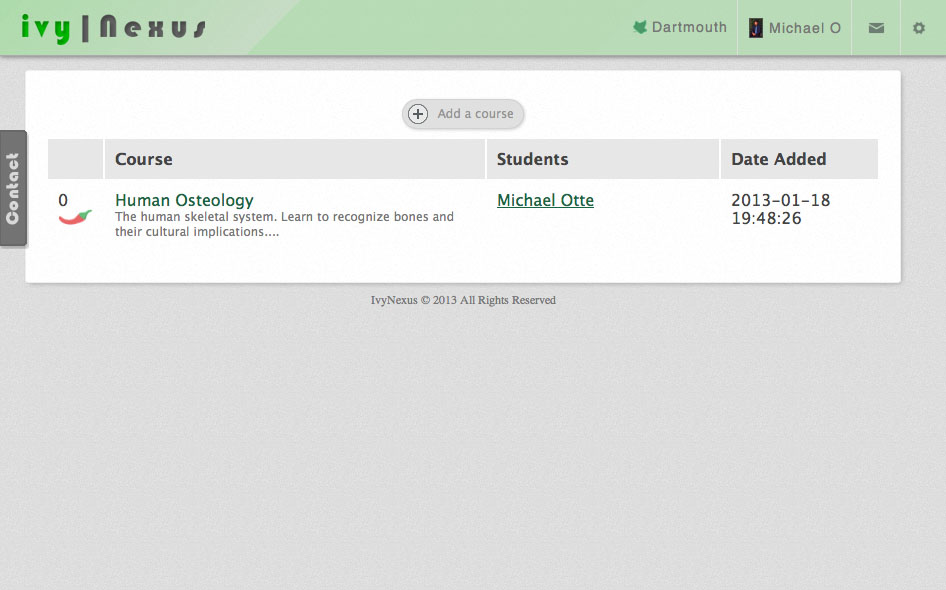 ivy|Nexus
Dartmouth
Michael O
Contact
Add a course
Course Students Date Added
0 Human Osteology Michael Otte 2013-01-18
The human skeletal system. Learn to recognize bones and 19:48:26
their cultural implications....
IvyNexus © 2013 All Rights Reserved